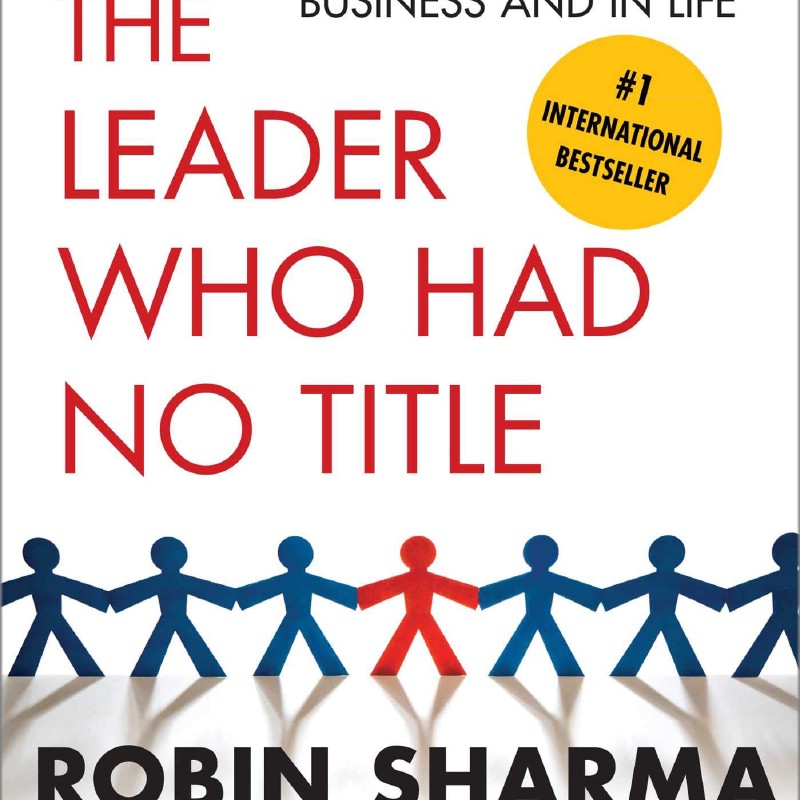 BUSINESS AND IN LIFE
THE
LEADER
WHO HAD
NO TITLE
#1
INTERNATIONAL
BESTSELLER
ROBIN SHARMA